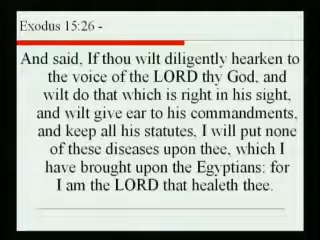 Exodus 15:26 -
And said, If thou wilt diligently hearken to
the voice of the LORD thy God, and
wilt do that which is right in his sight,
and wilt give ear to his commandments,
and keep all his statutes, I will put none
of these diseases upon thee, which I
have brought upon the Egyptians: for
I am the LORD that healeth thee.